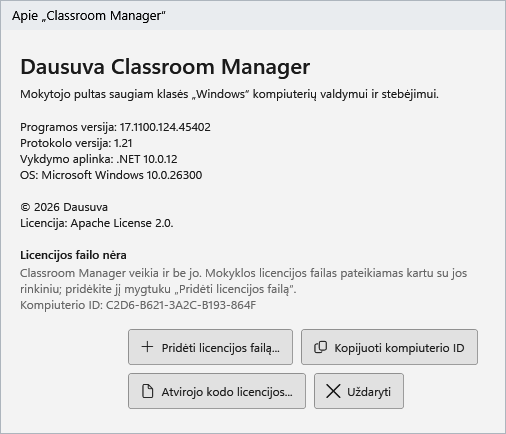 Apie „Classroom Manager“
Dausuva Classroom Manager
Mokytojo pultas saugiam klasės „Windows“ kompiuterių valdymui ir stebėjimui.
Programos versija: 17.1100.124.45402
Protokolo versija: 1.21
Vykdymo aplinka: .NET 10.0.12
OS: Microsoft Windows 10.0.26300
© 2026 Dausuva
Licencija: Apache License 2.0.
Licencijos failo nėra
Classroom Manager veikia ir be jo. Mokyklos licencijos failas pateikiamas kartu su jos
rinkiniu; pridėkite jį mygtuku „Pridėti licencijos failą“.
Kompiuterio ID: C2D6-B621-3A2C-B193-864F
Pridėti licencijos failą...
Kopijuoti kompiuterio ID
Atvirojo kodo licencijos...
Uždaryti